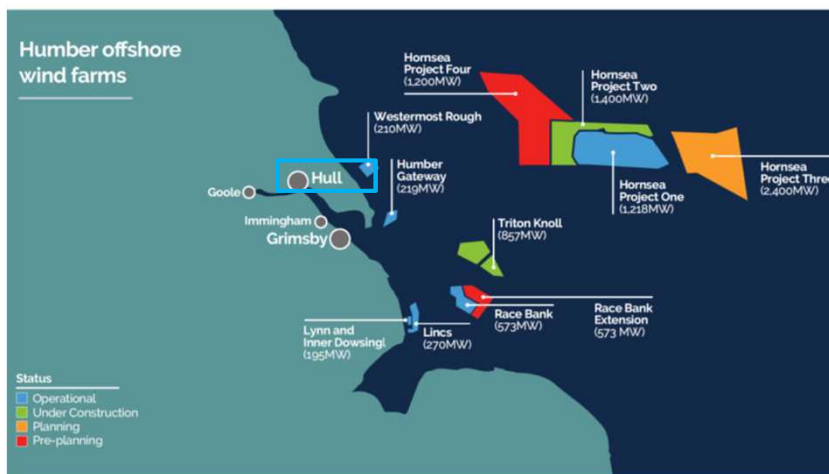 Humber offshore
wind farms
Hornsea
Project Four
(1,200MW)
Hornsea
Project Two
(1,400MW)
Westermost Rough
(210MW)
Humber
Gateway
(219MW)
Hull
Goole
Immingham
Grimsby
Hornsea
Project One
(1,218MW)
Hornsea
Project Three
(2,400MW)
Triton Knoll
(857MW)
Lynn and
Inner Dowsing
(195MW)
Lincs
(270MW)
Race Bank
(573MW)
Race Bank
Extension
(573 MW)
Status
Operational
Under Construction
Planning
Pre-planning